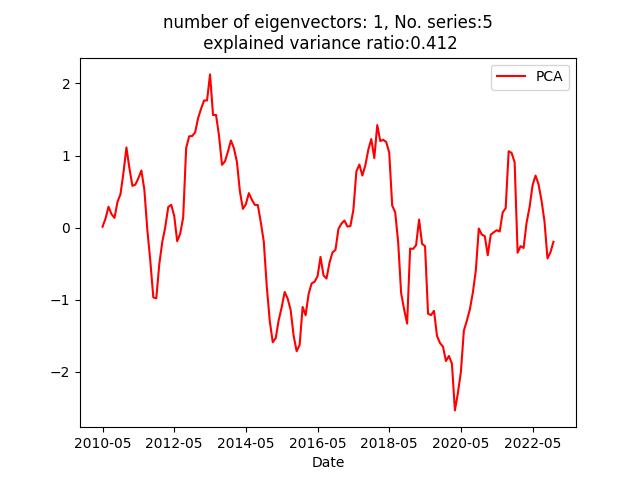 number of eigenvectors: 1, No. series:5
explained variance ratio:0.412
PCA
2
1
0
−1
−2
2010-05 2012-05 2014-05 2016-05 2018-05 2020-05 2022-05
Date